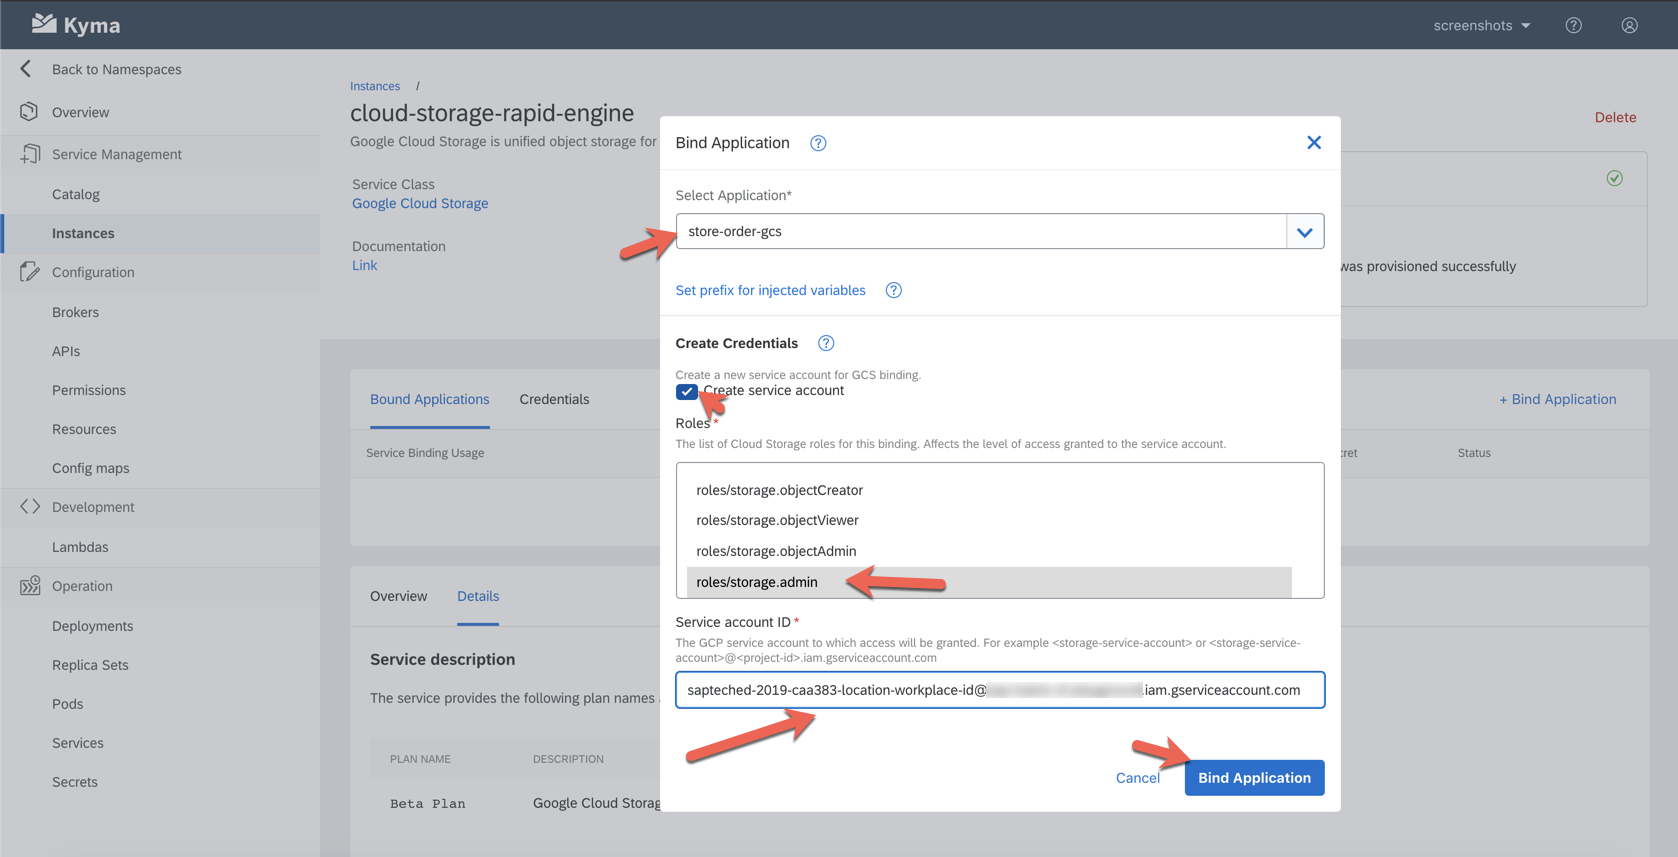 Kyma
screenshots
Back to Namespaces
Overview
Service Management
Catalog
Instances
Configuration
Brokers
APIs
Permissions
Resources
Config maps
Development
Lambdas
Operation
Deployments
Replica Sets
Pods
Services
Secrets
Instances /
cloud-storage-rapid-engine
Google Cloud Storage is unified object storage for
Delete
Service Class
Google Cloud Storage
Documentation
Link
was provisioned successfully
Bound Applications
Credentials
+ Bind Application
Service Binding Usage
cret
Status
Overview
Details
Service description
The service provides the following plan names
PLAN NAME
DESCRIPTION
Beta Plan
Google Cloud Storag
Bind Application
Select Application*
store-order-gcs
Set prefix for injected variables
Create Credentials
Create a new service account for GCS binding.
Create service account
Roles *
The list of Cloud Storage roles for this binding. Affects the level of access granted to the service account.
roles/storage.objectCreator
roles/storage.objectViewer
roles/storage.objectAdmin
roles/storage.admin
Service account ID *
The GCP service account to which access will be granted. For example <storage-service-account> or <storage-service-
account>@<project-id>.iam.gserviceaccount.com
sapteched-2019-caa383-location-workplace-id@ .iam.gserviceaccount.com
Cancel
Bind Application